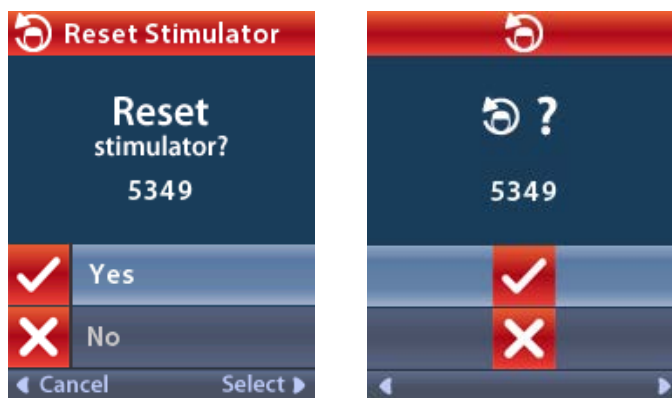 Reset Stimulator
Reset
stimulator?
5349
Yes
No
Cancel Select
?
5349